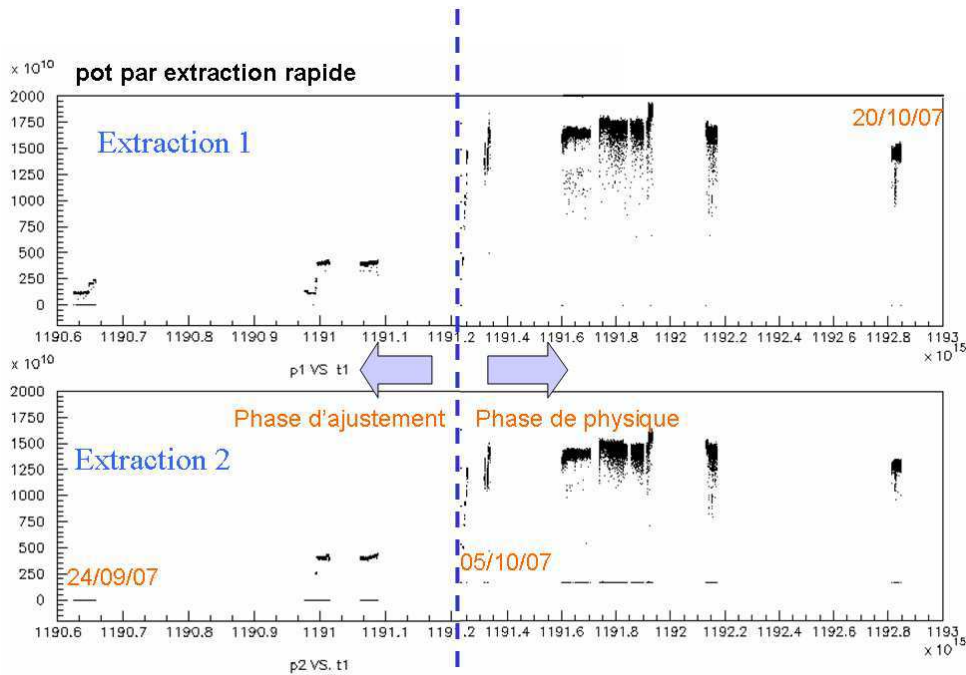 × 10¹⁰
pot par extraction rapide
2000
1750
1500
1250
1000
750
500
250
0
Extraction 1
20/10/07
1190.6 1190.7 1190.8 1190.9 1191 1191.1 1191.2 1191.4 1191.6 1191.8 1192 1192.2 1192.4 1192.6 1192.8 1193
× 10¹⁵
p1 VS. t1
× 10¹⁰
Phase d'ajustement
Phase de physique
2000
1750
1500
1250
1000
750
500
250
0
Extraction 2
24/09/07
05/10/07
1190.6 1190.7 1190.8 1190.9 1191 1191.1 1191.2 1191.4 1191.6 1191.8 1192 1192.2 1192.4 1192.6 1192.8 1193
× 10¹⁵
p2 VS. t1